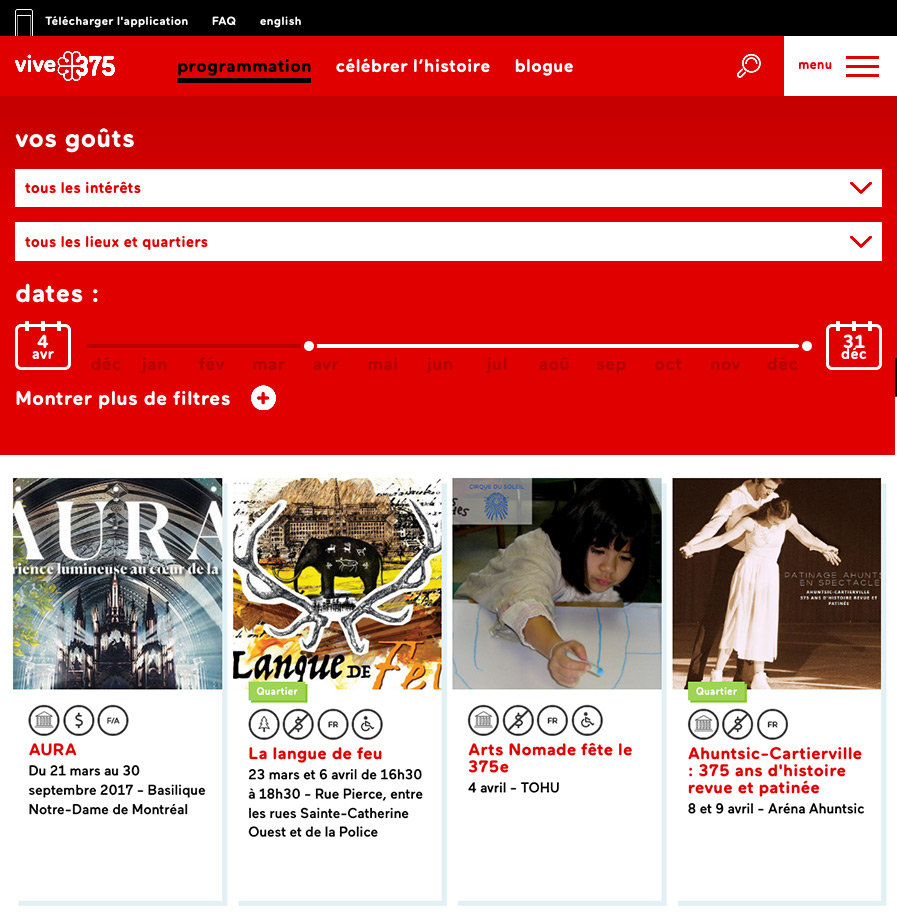 Télécharger l'application FAQ english
vive 375 programmation célébrer l'histoire blogue menu
vos goûts
tous les intérêts
tous les lieux et quartiers
dates :
4
avr
31
déc
déc jan fév mar avr mai jun jul aoû sep oct nov déc
Montrer plus de filtres
AURA
rience lumineuse au cœur de la
F/A
AURA
Du 21 mars au 30
septembre 2017 - Basilique
Notre-Dame de Montréal
Langue DE Feu
Quartier
FR
La langue de feu
23 mars et 6 avril de 16h30
à 18h30 - Rue Pierce, entre
les rues Sainte-Catherine
Ouest et de la Police
CIRQUE DU SOLEIL
des
FR
Arts Nomade fête le
375e
4 avril - TOHU
PATINAGE AHUNTS
EN SPECTACLE
AHUNTSIC-CARTIERVILLE
375 ANS D'HISTOIRE REVUE ET
PATINÉE
Quartier
FR
Ahuntsic-Cartierville
: 375 ans d'histoire
revue et patinée
8 et 9 avril - Aréna Ahuntsic